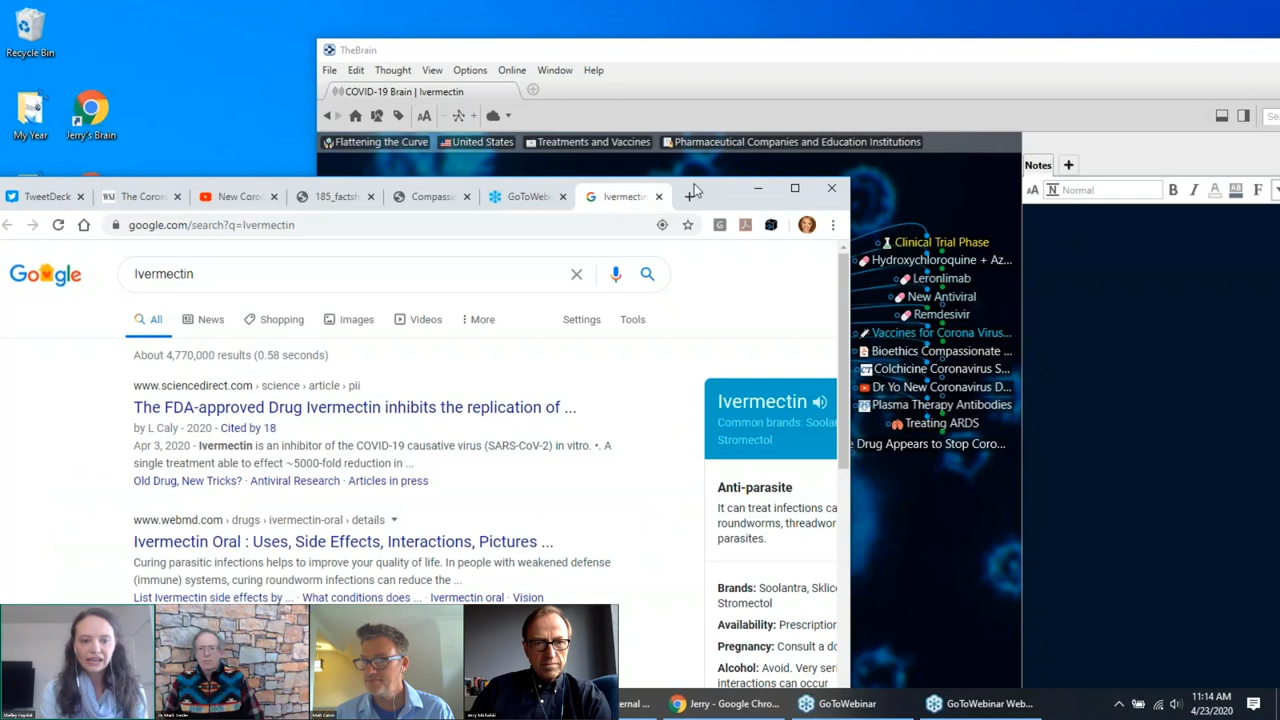 Recycle Bin
My Year
Jerry's Brain
TheBrain
File Edit Thought View Options Online Window Help
COVID-19 Brain | Ivermectin
Flattening the Curve United States Treatments and Vaccines Pharmaceutical Companies and Education Institutions
Notes
Normal
B I A F
TweetDeck WSJ The Coron New Coro 185_factsh Compassic GoToWebi Ivermectin
google.com/search?q=Ivermectin
Google
Ivermectin
All News Shopping Images Videos More Settings Tools
About 4,770,000 results (0.58 seconds)
www.sciencedirect.com › science › article › pii
The FDA-approved Drug Ivermectin inhibits the replication of ...
by L Caly - 2020 - Cited by 18
Apr 3, 2020 - Ivermectin is an inhibitor of the COVID-19 causative virus (SARS-CoV-2) in vitro. •. A
single treatment able to effect ~5000-fold reduction in ...
Old Drug, New Tricks? · Antiviral Research · Articles in press
www.webmd.com › drugs › ivermectin-oral › details
Ivermectin Oral : Uses, Side Effects, Interactions, Pictures ...
Curing parasitic infections helps to improve your quality of life. In people with weakened defense
(immune) systems, curing roundworm infections can reduce the ...
List Ivermectin side effects by ... · What conditions does ... · Ivermectin oral · Vision
Ivermectin
Common brands: Soolan
Stromectol
Anti-parasite
It can treat infections ca
roundworms, threadwor
parasites.
Brands: Soolantra, Sklic
Stromectol
Availability: Prescription
Pregnancy: Consult a do
Alcohol: Avoid. Very seri
interactions can occur
Clinical Trial Phase
Hydroxychloroquine + Az...
Leronlimab
New Antiviral
Remdesivir
Vaccines for Corona Virus...
Bioethics Compassionate ...
Colchicine Coronavirus S...
Dr Yo New Coronavirus D...
Plasma Therapy Antibodies
Treating ARDS
e Drug Appears to Stop Coro...
Jerry - Google Chro... GoToWebinar GoToWebinar Web...
11:14 AM
4/23/2020